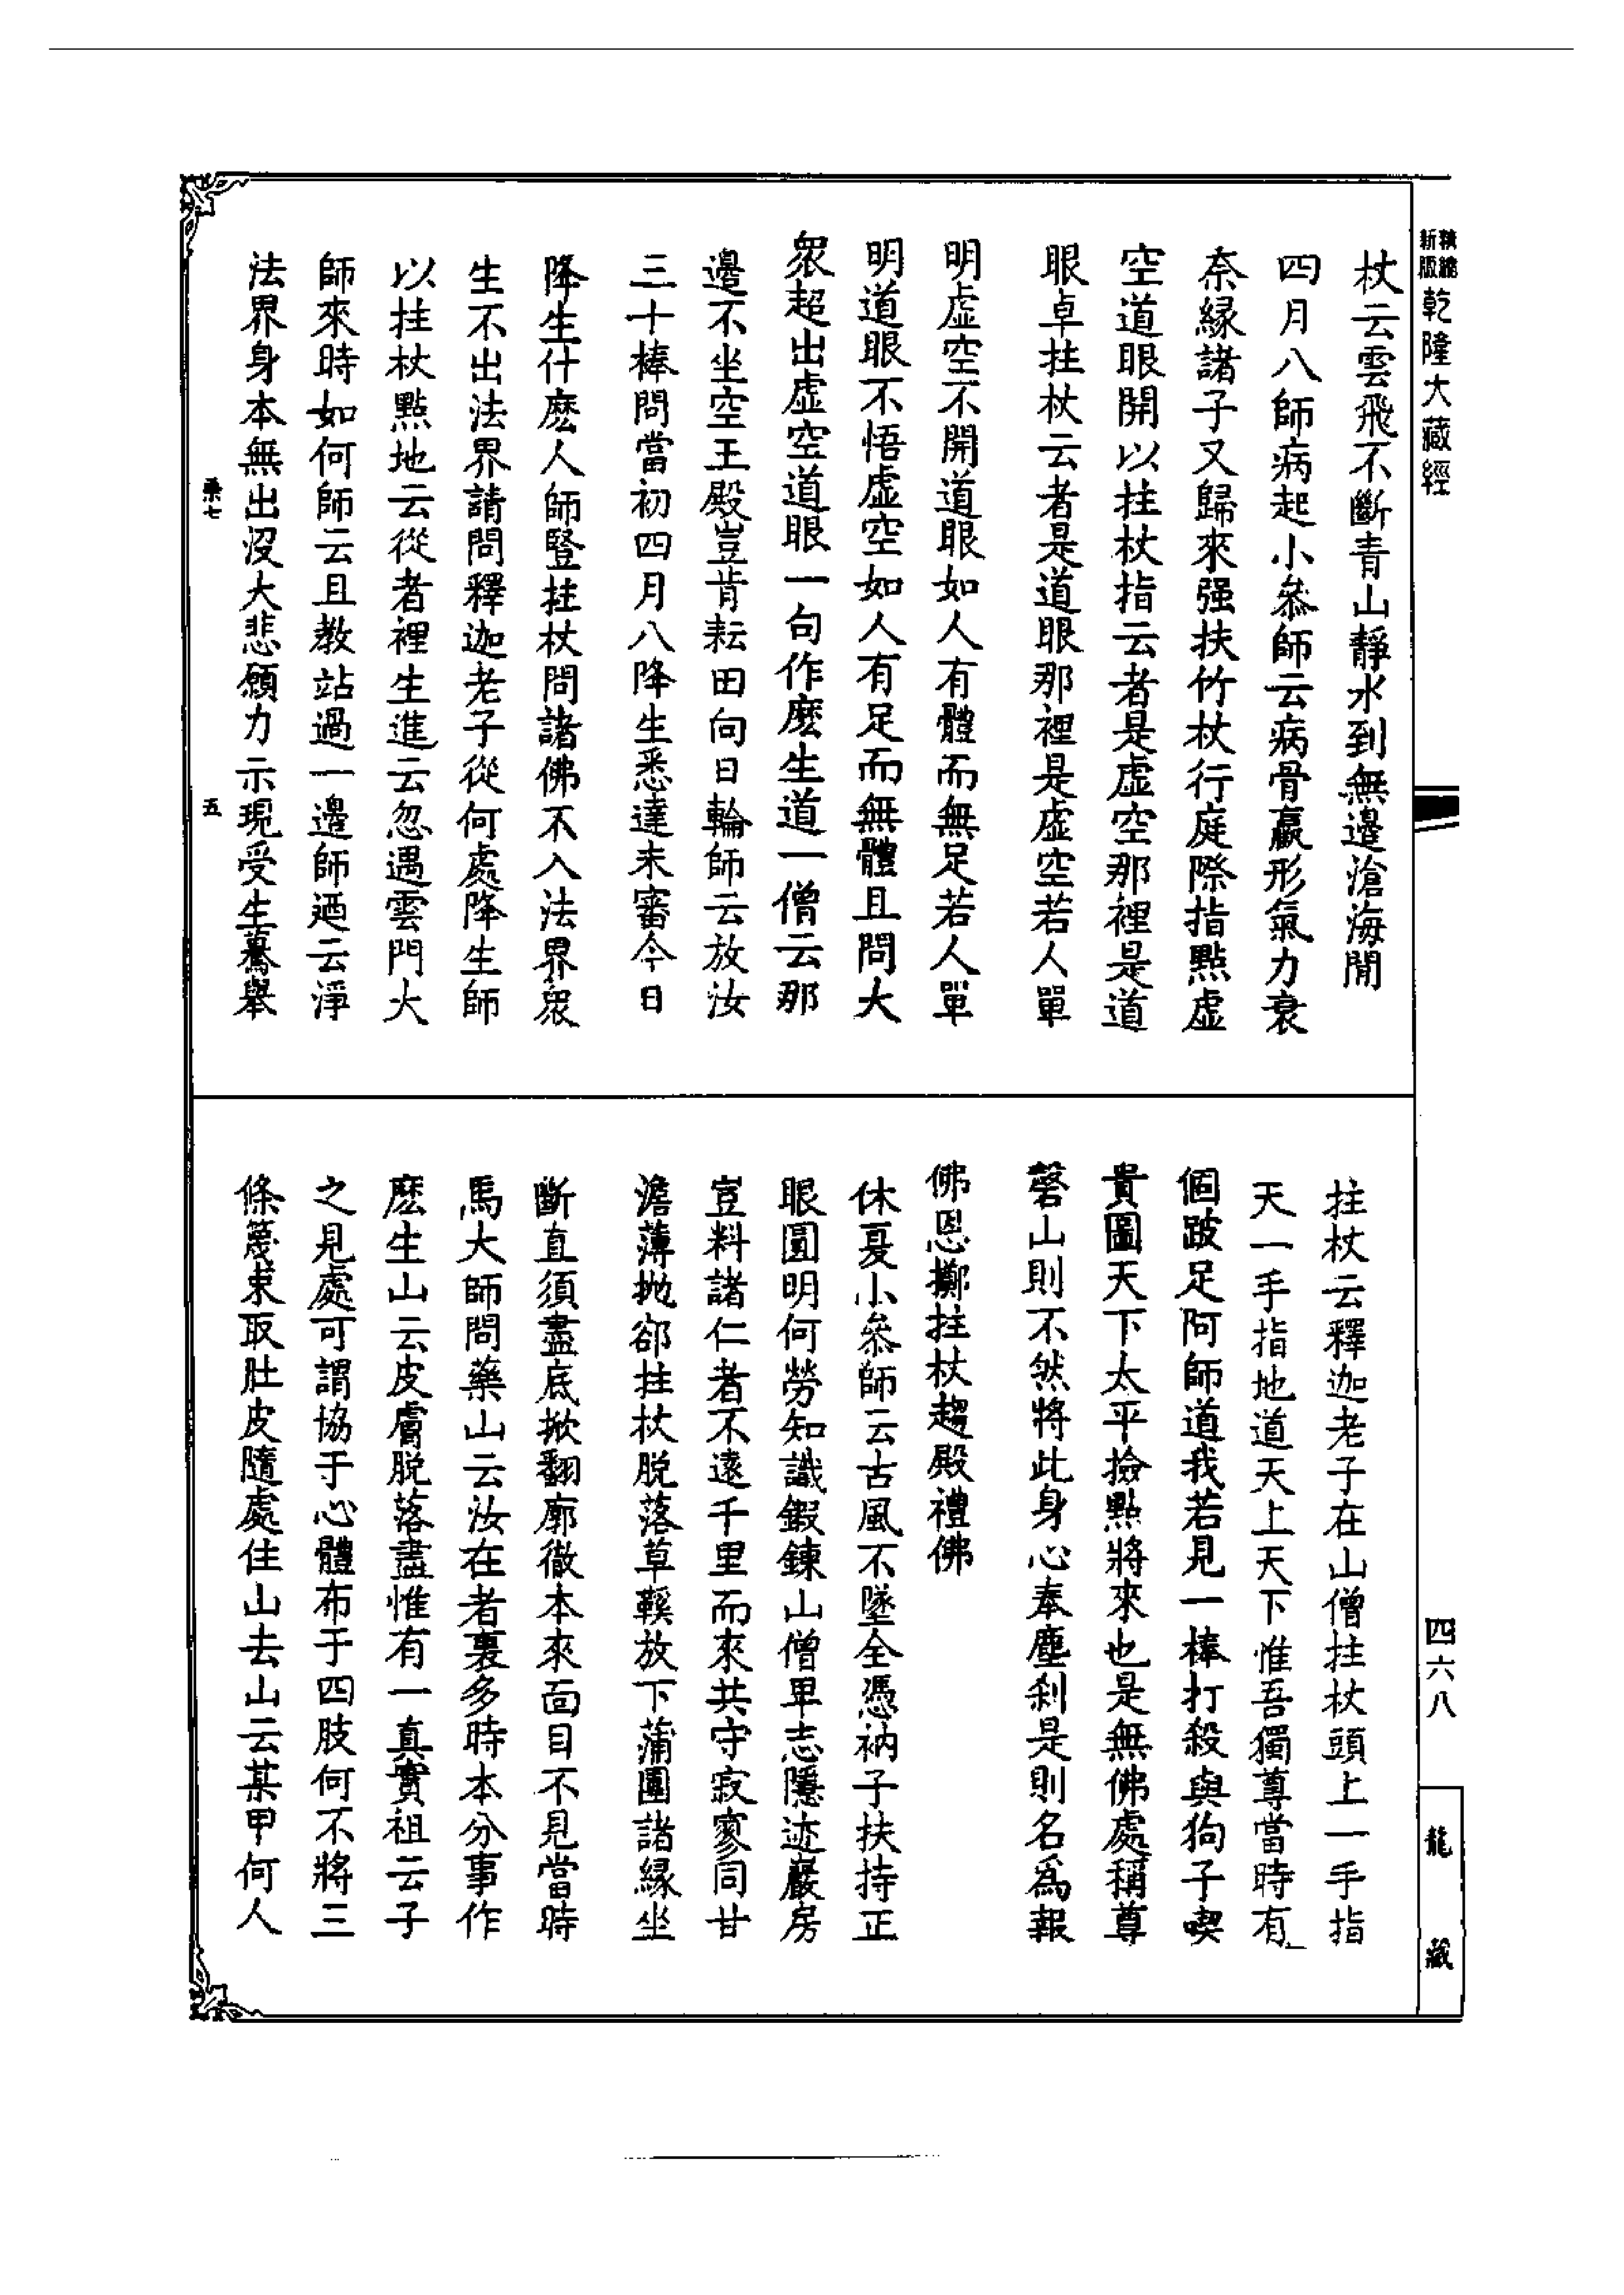 精縮新版乾隆大藏經
四六八
龍藏
杖云雲飛不斷青山靜水到無邊滄海閒
四月八師病起小叅師云病骨羸形氣力衰
奈緣諸子又歸來强扶竹杖行庭際指點虛
空道眼開以拄杖指云者是虛空那裡是道
眼卓拄杖云者是道眼那裡是虛空若人單
明虛空不開道眼如人有體而無足若人單
明道眼不悟虛空如人有足而無體且問大
衆超出虛空道眼一句作麽生道一僧云那
邊不坐空王殿豈肯耘田向日輪師云放汝
三十棒問當初四月八降生悉達未審今日
降生什麽人師豎拄杖問諸佛不入法界衆
生不出法界請問釋迦老子從何處降生師
以拄杖點地云從者裡生進云忽遇雲門大
師來時如何師云且教站過一邊師廼云淨
法界身本無出沒大悲願力示現受生驀舉
桑七 五
拄杖云釋迦老子在山僧拄杖頭上一手指
天一手指地道天上天下惟吾獨尊當時有
個跛足阿師道我若見一棒打殺與狗子喫
貴圖天下太平撿點將來也是無佛處稱尊
磬山則不然將此身心奉塵刹是則名爲報
佛恩擲拄杖趨殿禮佛
休夏小叅師云古風不墜全憑衲子扶持正
眼圓明何勞知識鍛鍊山僧早志隱迹巖房
豈料諸仁者不遠千里而來共守寂寥同甘
澹薄抛卻拄杖脫落草鞵放下蒲團諸緣坐
斷直須盡底掀翻廓徹本來面目不見當時
馬大師問藥山云汝在者裏多時本分事作
麽生山云皮膚脫落盡惟有一真實祖云子
之見處可謂協于心體布于四肢何不將三
條篾束取肚皮隨處住山去山云某甲何人